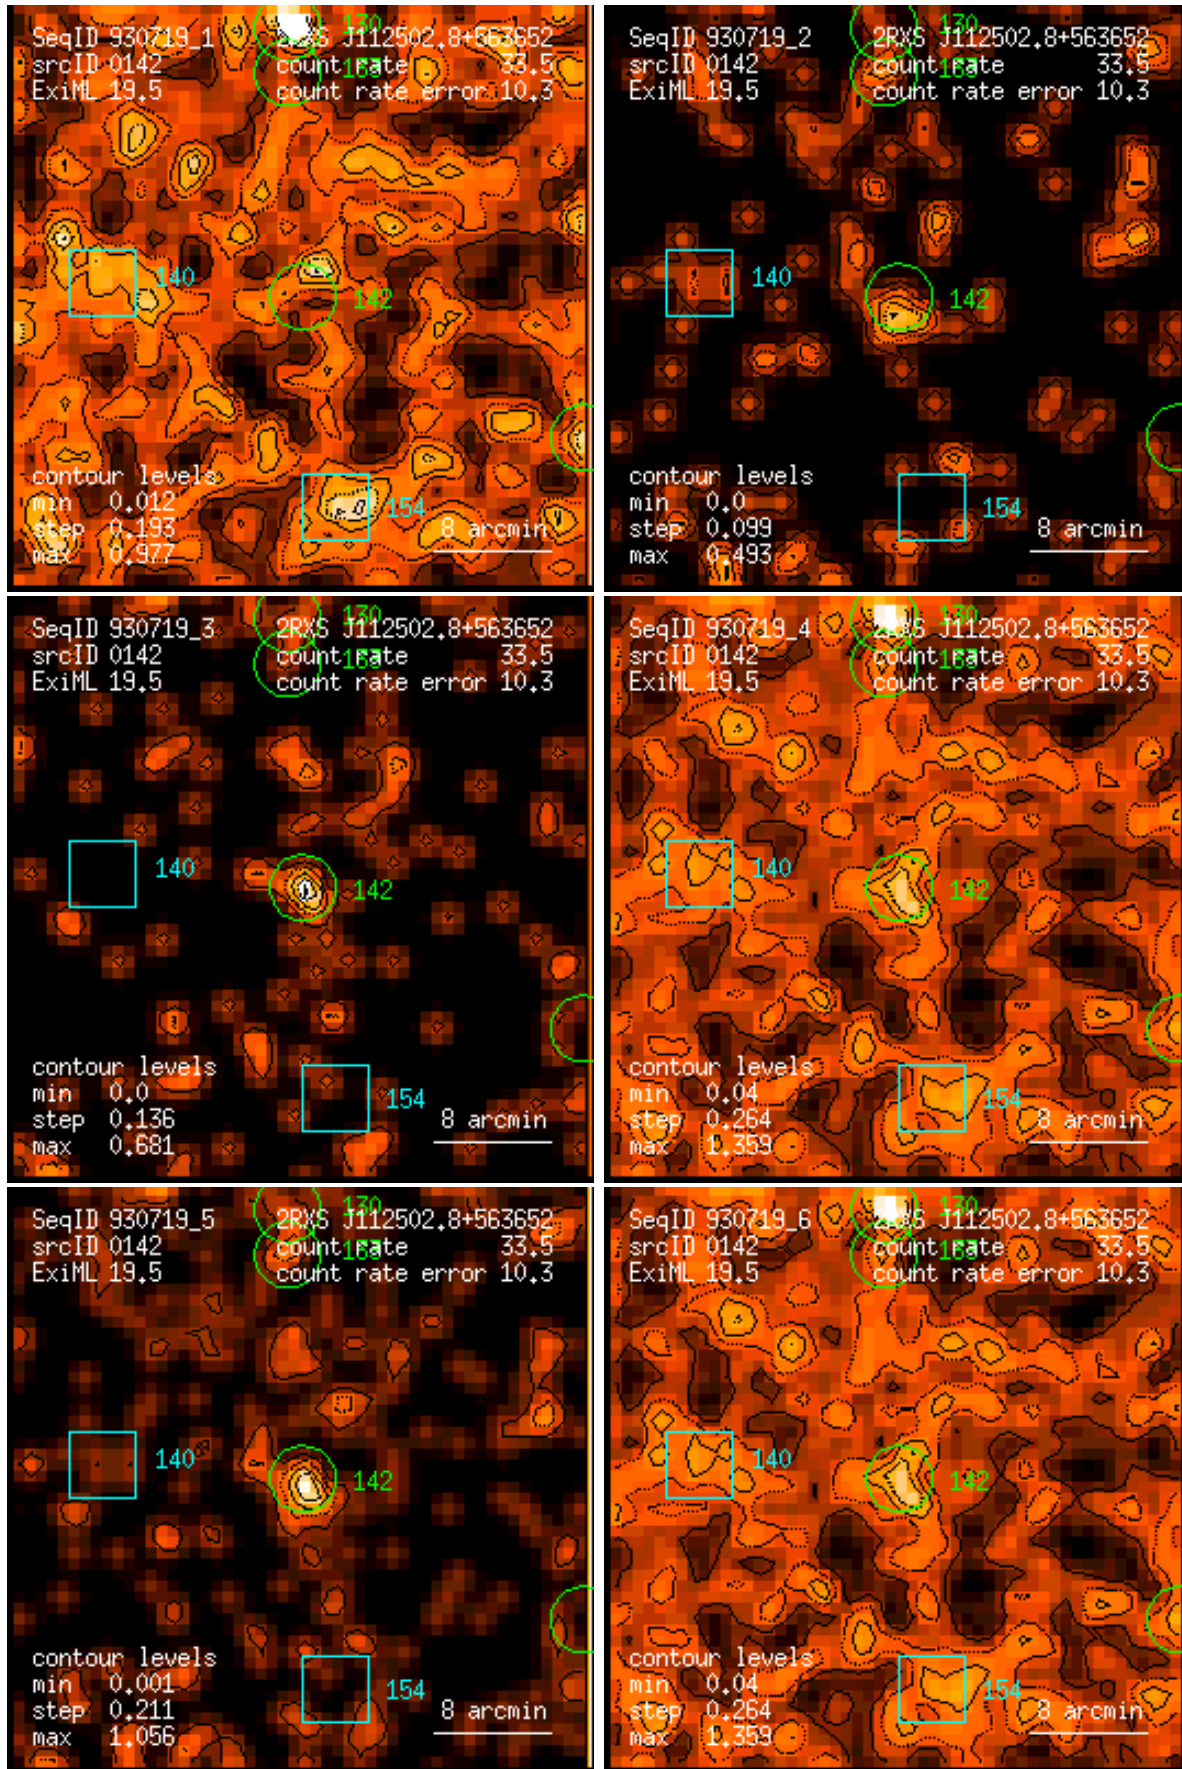 SeqID 930719_1 2RXS J112502.8+563652
130
srcID 0142 count rate 33.5
ExiML 19.5 count rate error 10.3
140
142
154
contour levels
min 0.012
step 0.193
max 0.977
8 arcmin
SeqID 930719_2 2RXS J112502.8+563652
130
srcID 0142 count rate 33.5
ExiML 19.5 count rate error 10.3
140
142
154
contour levels
min 0.0
step 0.099
max 0.493
8 arcmin
SeqID 930719_3 2RXS J112502.8+563652
130
srcID 0142 count rate 33.5
ExiML 19.5 count rate error 10.3
140
142
154
contour levels
min 0.0
step 0.136
max 0.681
8 arcmin
SeqID 930719_4 2RXS J112502.8+563652
130
srcID 0142 count rate 33.5
ExiML 19.5 count rate error 10.3
140
142
154
contour levels
min 0.04
step 0.264
max 1.359
8 arcmin
SeqID 930719_5 2RXS J112502.8+563652
130
srcID 0142 count rate 33.5
ExiML 19.5 count rate error 10.3
140
142
154
contour levels
min 0.001
step 0.211
max 1.056
8 arcmin
SeqID 930719_6 2RXS J112502.8+563652
130
srcID 0142 count rate 33.5
ExiML 19.5 count rate error 10.3
140
142
154
contour levels
min 0.04
step 0.264
max 1.359
8 arcmin